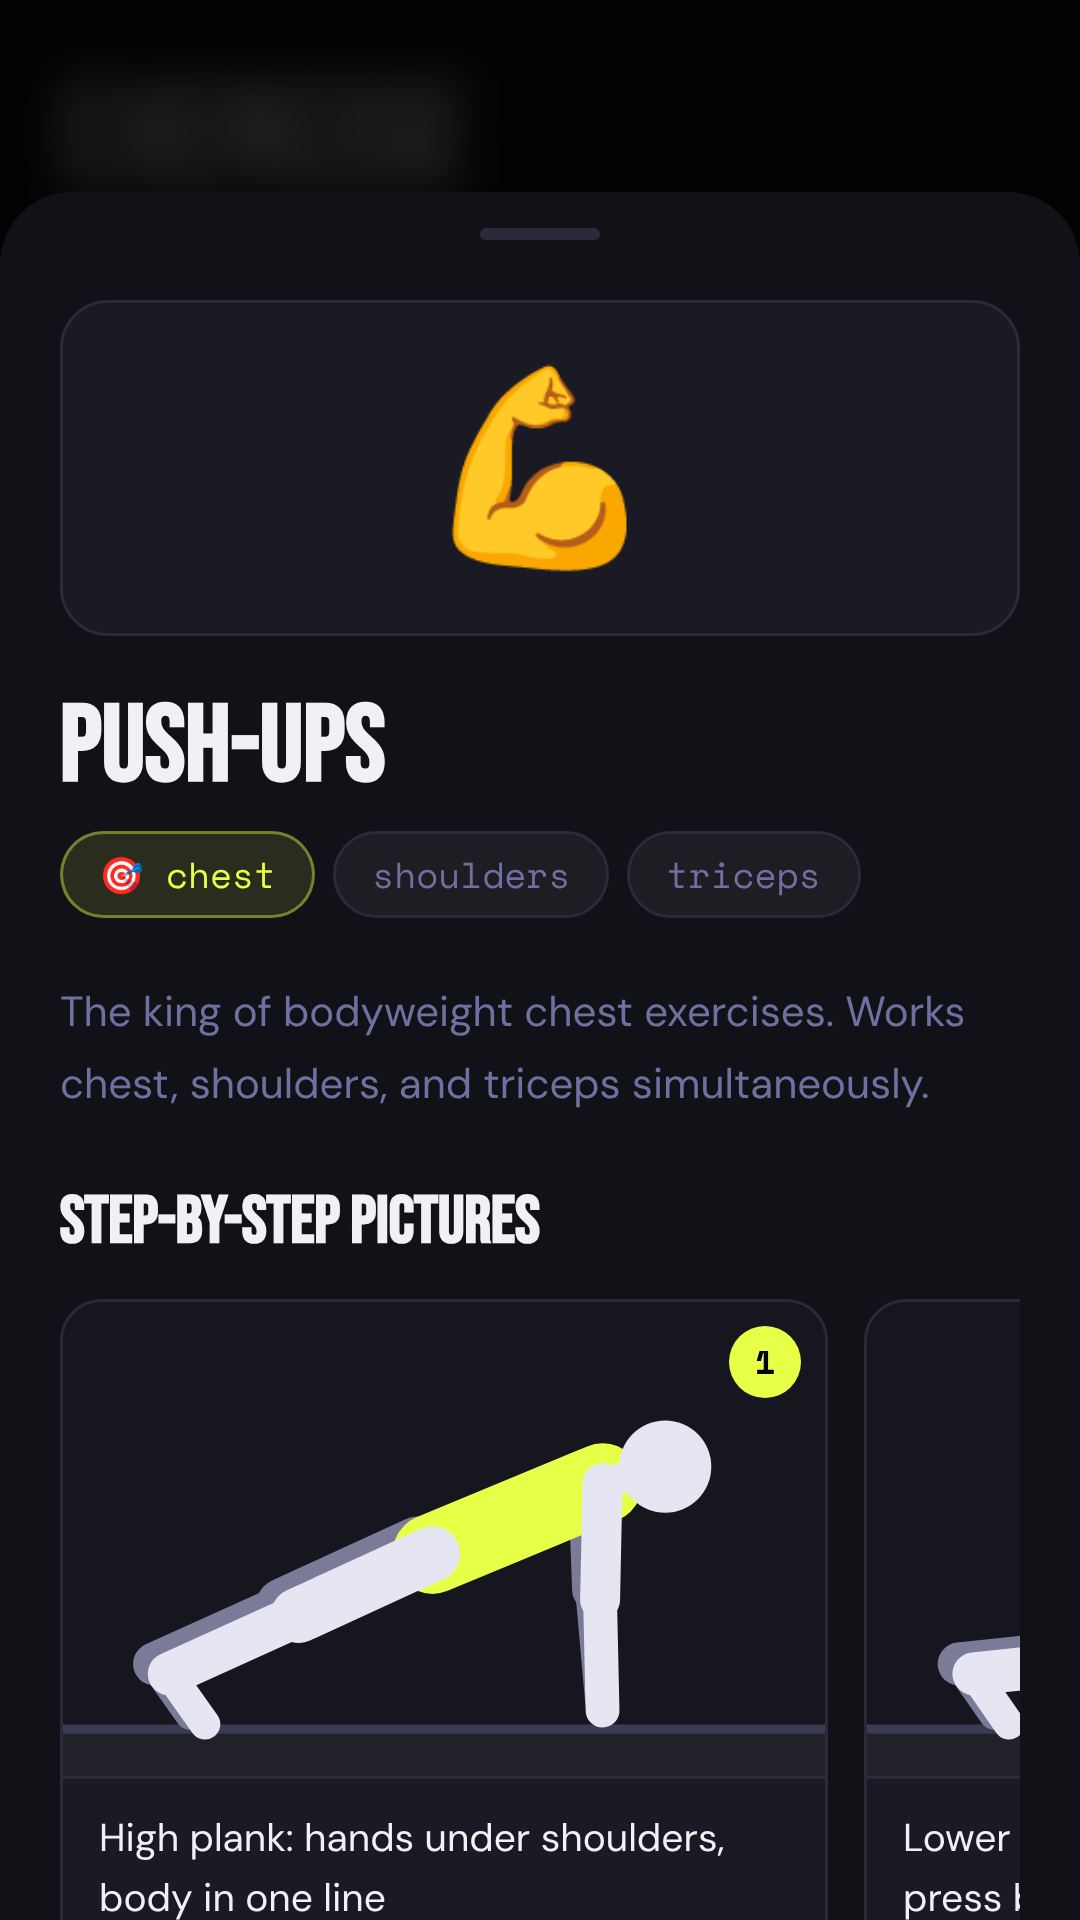 PUSH-UPS
🎯 chest shoulders triceps
The king of bodyweight chest exercises. Works
chest, shoulders, and triceps simultaneously.
STEP-BY-STEP PICTURES
1
High plank: hands under shoulders,
body in one line
Lower
press